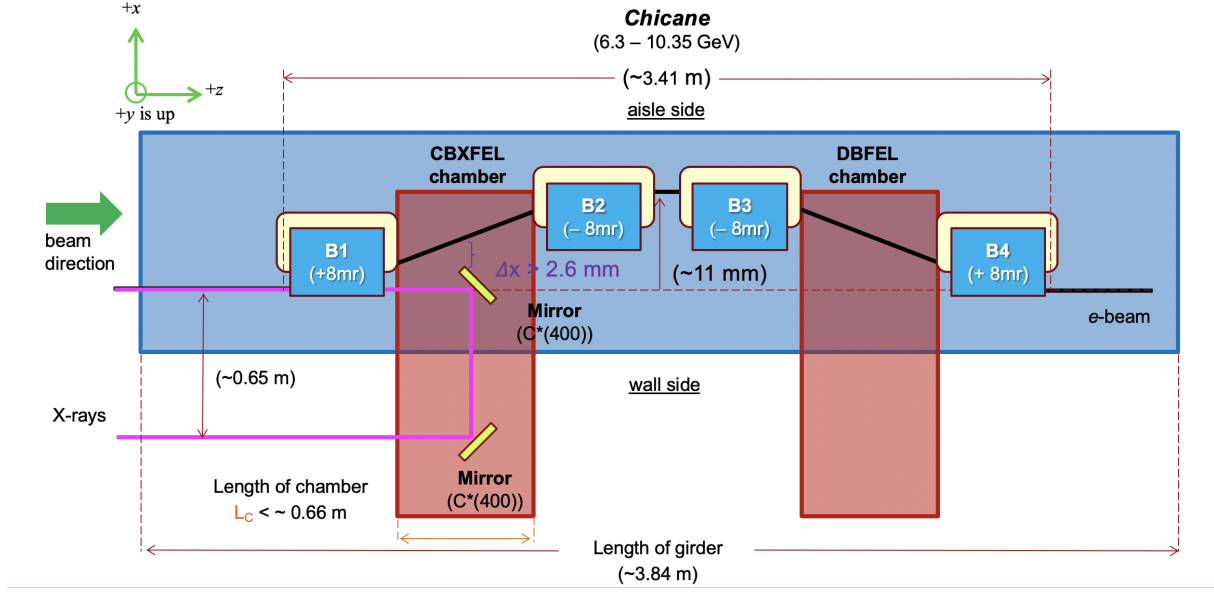 +x
Chicane
(6.3 – 10.35 GeV)
(~3.41 m)
+z
+y is up
aisle side
CBXFEL
chamber
DBFEL
chamber
B2
(– 8mr)
B3
(– 8mr)
B1
(+8mr)
B4
(+ 8mr)
beam
direction
Δx > 2.6 mm
(~11 mm)
Mirror
(C*(400))
e-beam
(~0.65 m)
wall side
X-rays
Mirror
(C*(400))
Length of chamber
LC < ~ 0.66 m
Length of girder
(~3.84 m)